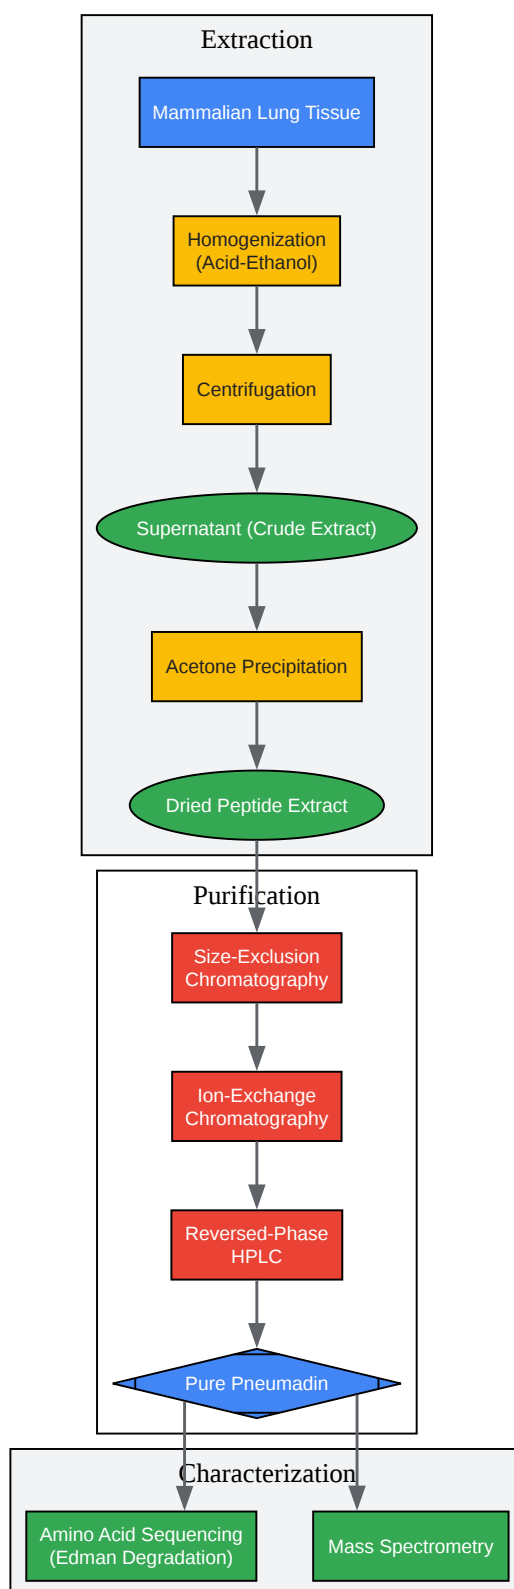 Extraction
Mammalian Lung Tissue
Homogenization
(Acid-Ethanol)
Centrifugation
Supernatant (Crude Extract)
Acetone Precipitation
Dried Peptide Extract
Purification
Size-Exclusion
Chromatography
Ion-Exchange
Chromatography
Reversed-Phase
HPLC
Pure Pneumadin
Characterization
Amino Acid Sequencing
(Edman Degradation)
Mass Spectrometry